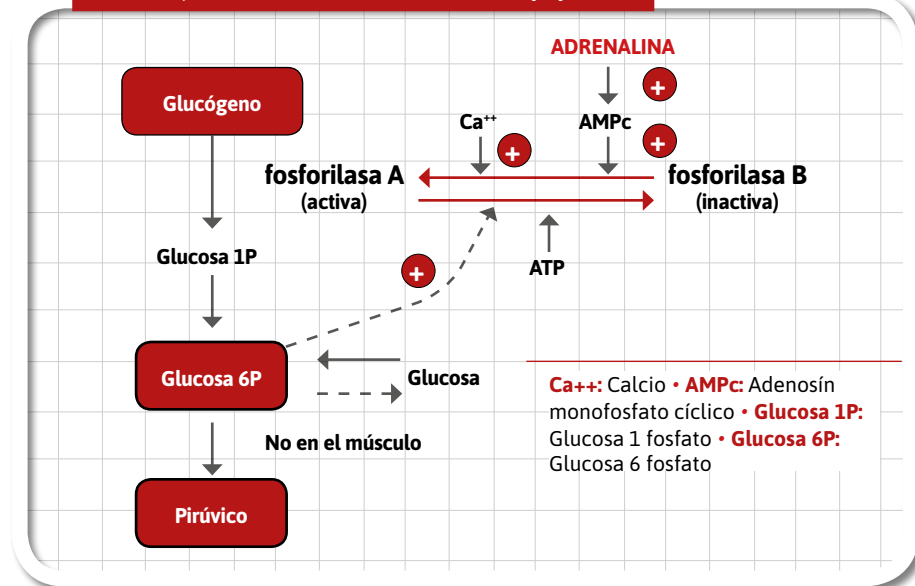 ADRENALINA
+
Glucógeno
Ca++
+
AMPc
+
fosforilasa A
(activa)
fosforilasa B
(inactiva)
Glucosa 1P
+
ATP
Glucosa 6P
Glucosa
No en el músculo
Pirúvico
Ca++: Calcio • AMPc: Adenosín
monofosfato cíclico • Glucosa 1P:
Glucosa 1 fosfato • Glucosa 6P:
Glucosa 6 fosfato